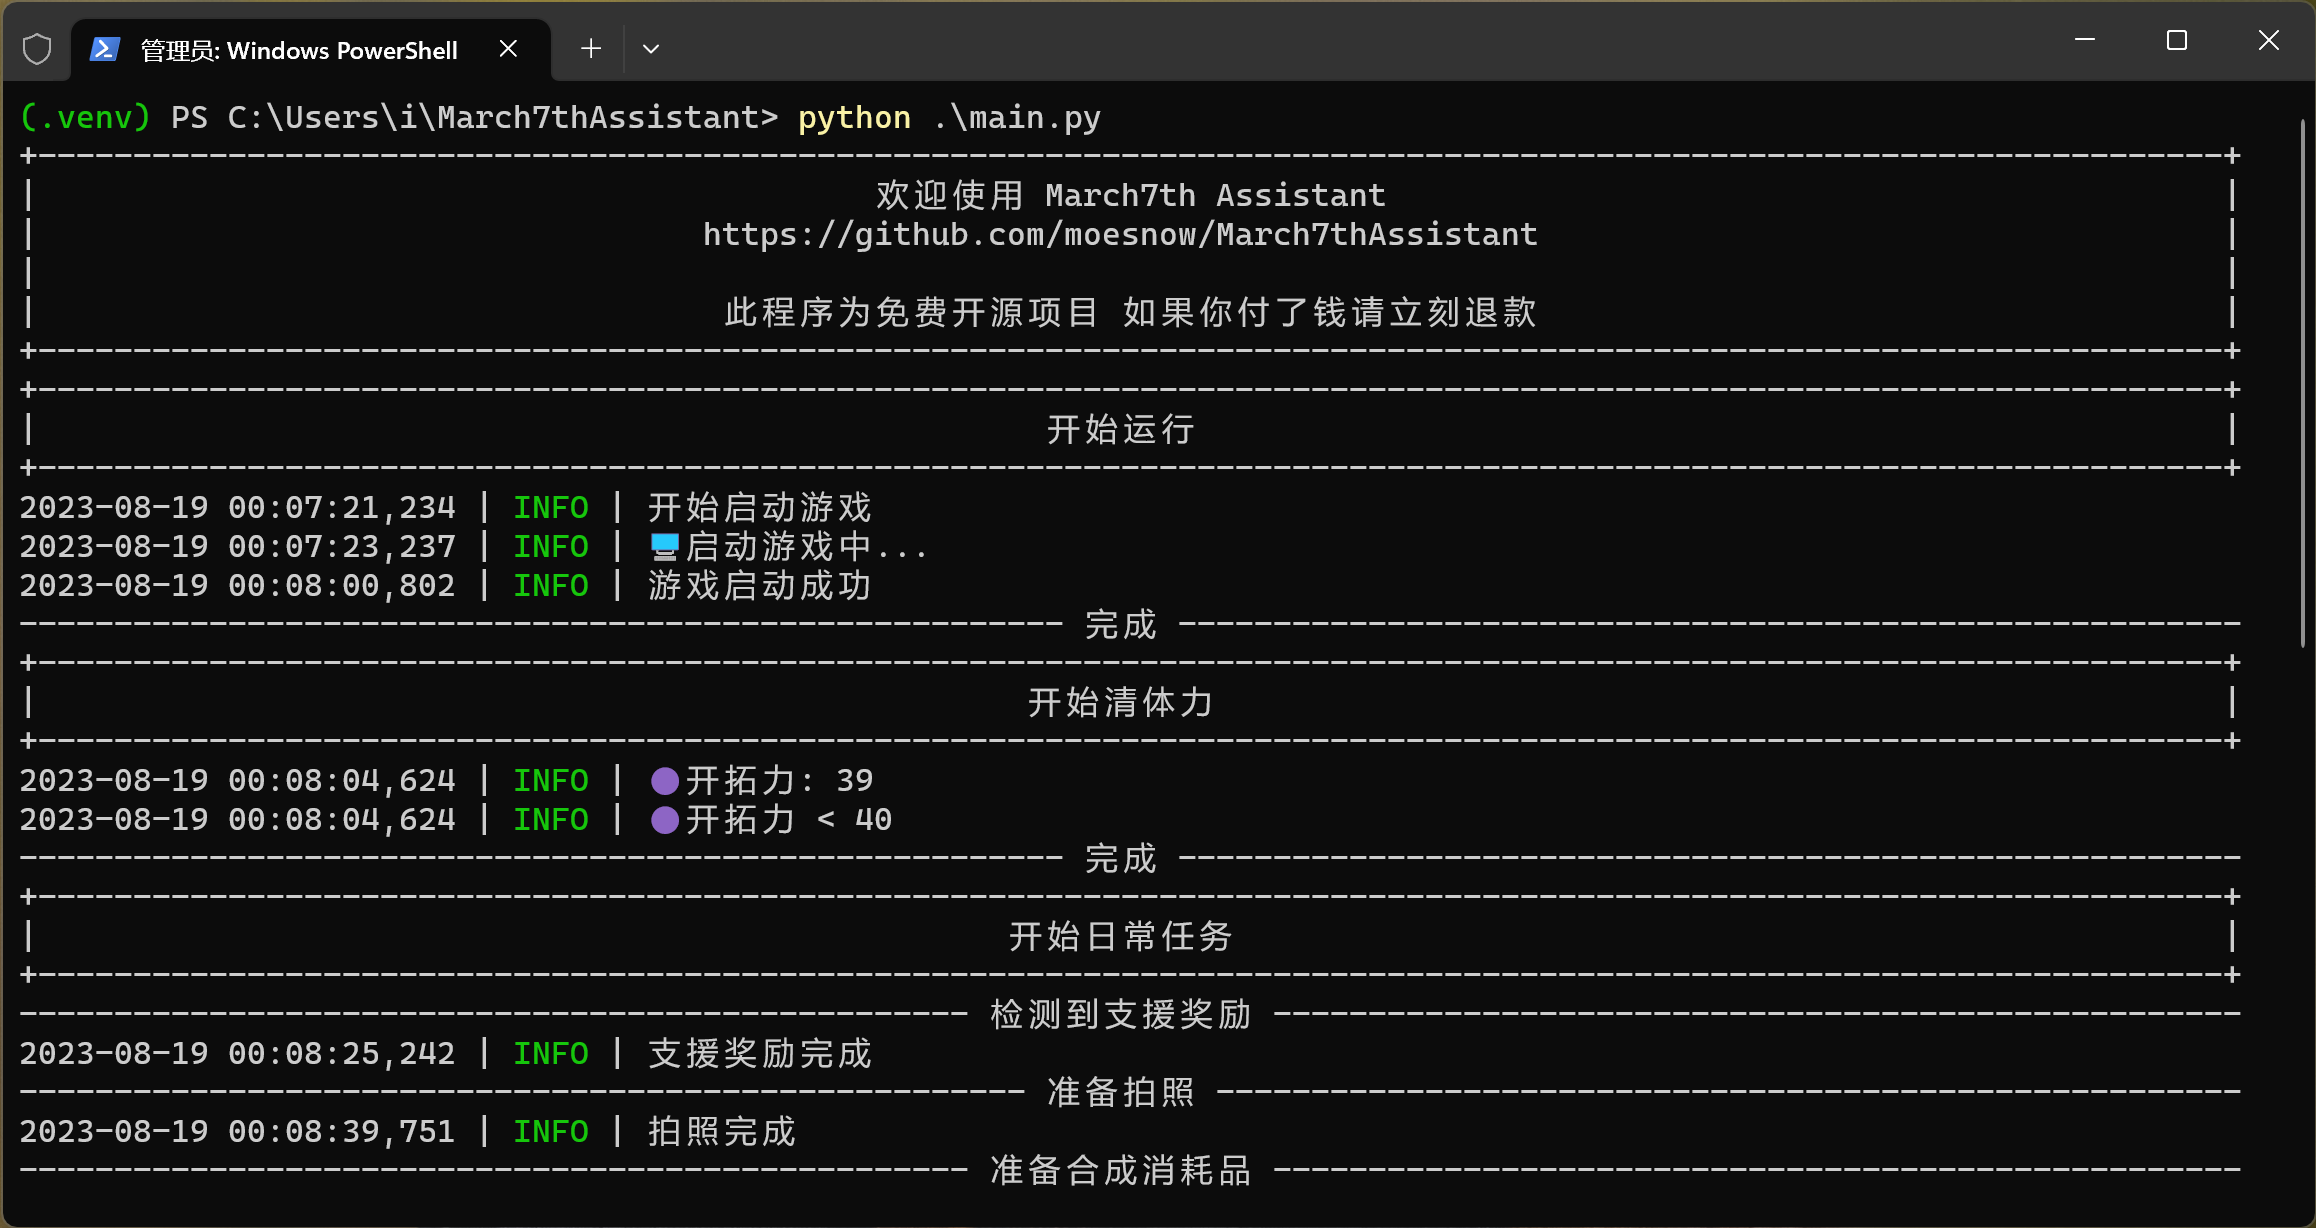 管理员: Windows PowerShell
(.venv) PS C:\Users\i\March7thAssistant> python .\main.py
欢迎使用 March7th Assistant
https://github.com/moesnow/March7thAssistant
此程序为免费开源项目 如果你付了钱请立刻退款
开始运行
2023-08-19 00:07:21,234 | INFO | 开始启动游戏
2023-08-19 00:07:23,237 | INFO | 🖥️启动游戏中...
2023-08-19 00:08:00,802 | INFO | 游戏启动成功
完成
开始清体力
2023-08-19 00:08:04,624 | INFO | 🟣开拓力: 39
2023-08-19 00:08:04,624 | INFO | 🟣开拓力 < 40
完成
开始日常任务
检测到支援奖励
2023-08-19 00:08:25,242 | INFO | 支援奖励完成
准备拍照
2023-08-19 00:08:39,751 | INFO | 拍照完成
准备合成消耗品